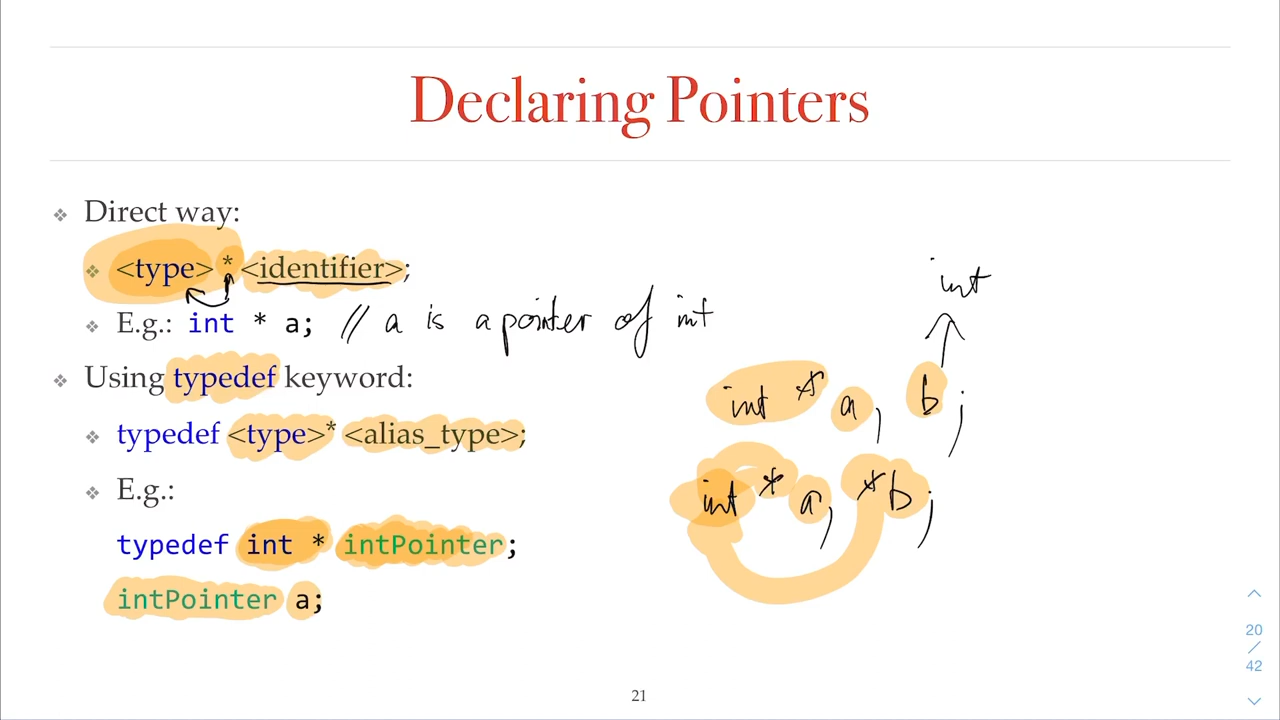 Declaring Pointers
❖ Direct way:
❖ <type> * <identifier>;
❖ E.g.: int * a; // a is a pointer of int
❖ Using typedef keyword:
❖ typedef <type>* <alias_type>;
❖ E.g.:
typedef int * intPointer;
intPointer a;
int
int * a, b;
int * a, *b;
20
/
42
21